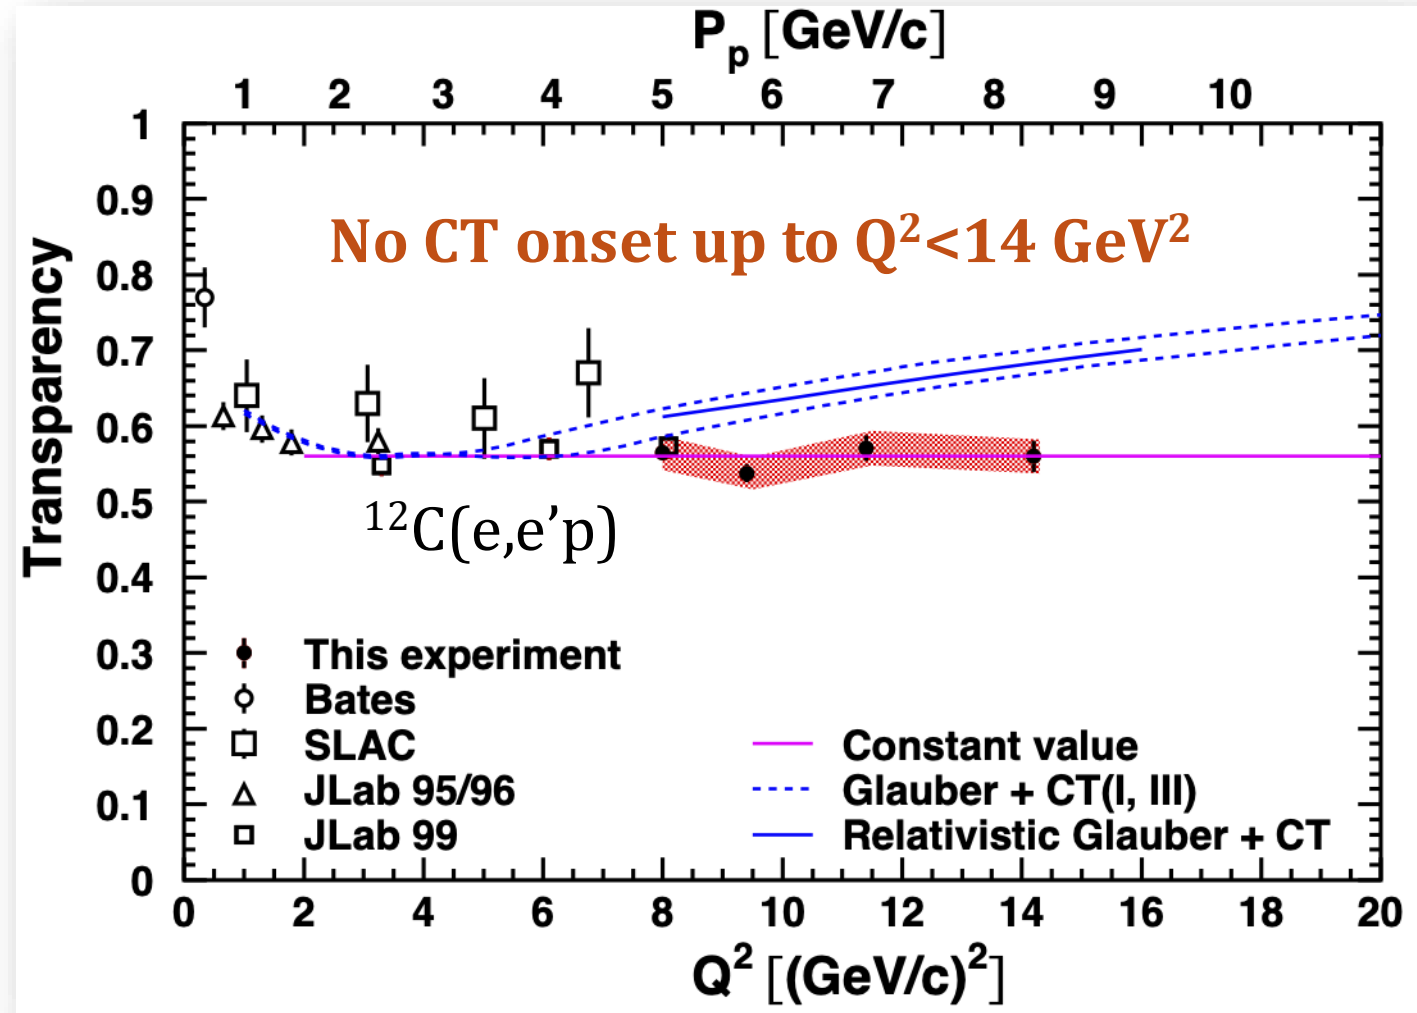 P_p [GeV/c]
1 2 3 4 5 6 7 8 9 10
1
0.9
0.8
0.7
0.6
0.5
0.4
0.3
0.2
0.1
0
Transparency
No CT onset up to Q²<14 GeV²
¹²C(e,e’p)
This experiment
Bates
SLAC
JLab 95/96
JLab 99
Constant value
Glauber + CT(I, III)
Relativistic Glauber + CT
0 2 4 6 8 10 12 14 16 18 20
Q² [(GeV/c)²]